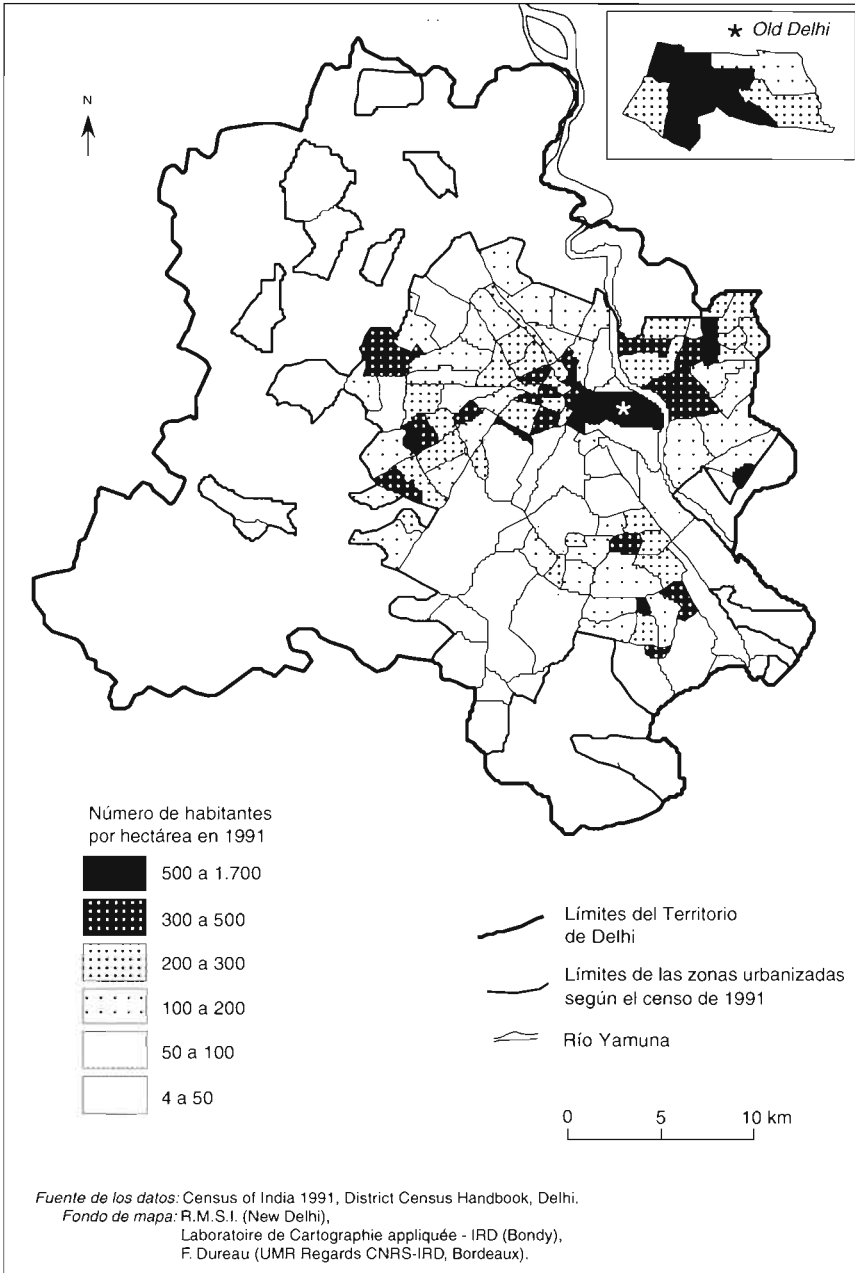 ★ Old Delhi
N
Número de habitantes
por hectárea en 1991
500 a 1.700
300 a 500
200 a 300
100 a 200
50 a 100
4 a 50
Límites del Territorio
de Delhi
Límites de las zonas urbanizadas
según el censo de 1991
Río Yamuna
0 5 10 km
Fuente de los datos: Census of India 1991, District Census Handbook, Delhi.
Fondo de mapa: R.M.S.I. (New Delhi),
Laboratoire de Cartographie appliquée - IRD (Bondy),
F. Dureau (UMR Regards CNRS-IRD, Bordeaux).